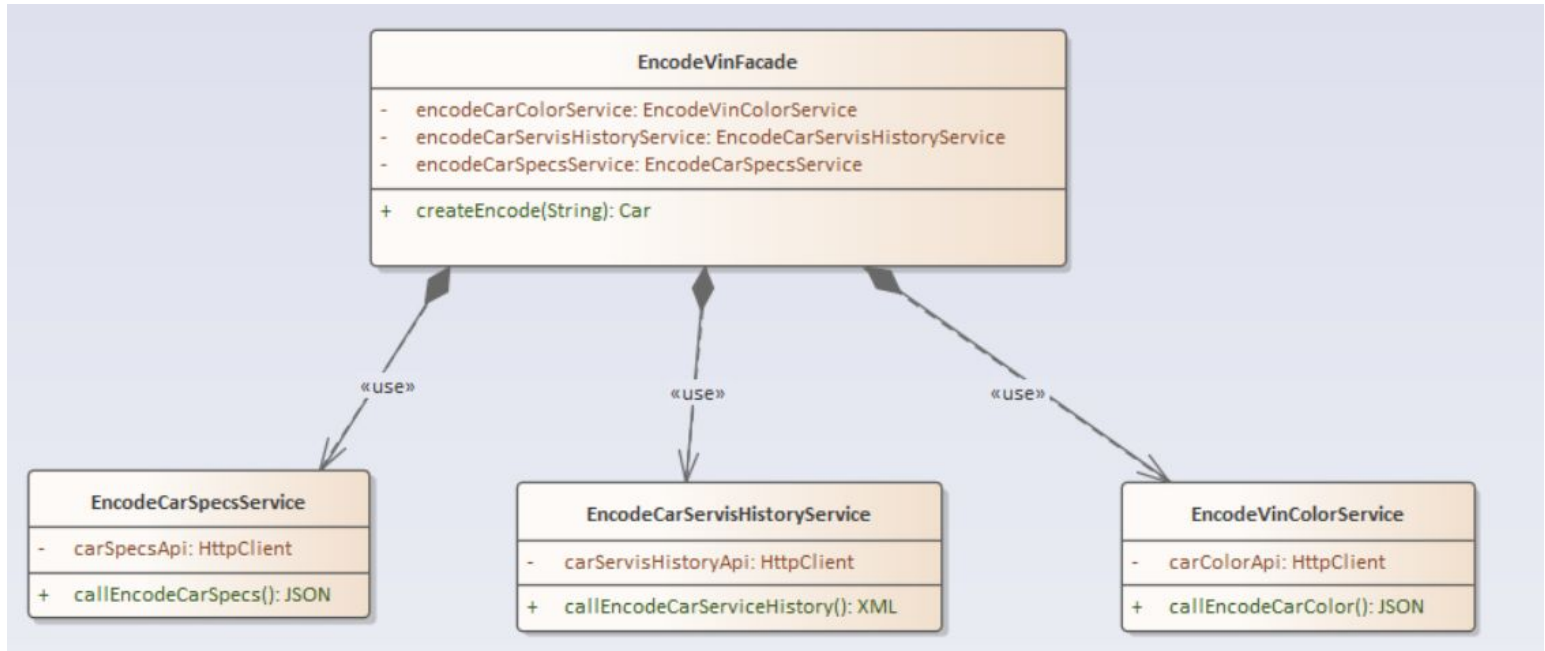 EncodeVinFacade
- encodeCarColorService: EncodeVinColorService
- encodeCarServisHistoryService: EncodeCarServisHistoryService
- encodeCarSpecsService: EncodeCarSpecsService
+ createEncode(String): Car
«use»
«use»
«use»
EncodeCarSpecsService
- carSpecsApi: HttpClient
+ callEncodeCarSpecs(): JSON
EncodeCarServisHistoryService
- carServisHistoryApi: HttpClient
+ callEncodeCarServiceHistory(): XML
EncodeVinColorService
- carColorApi: HttpClient
+ callEncodeCarColor(): JSON